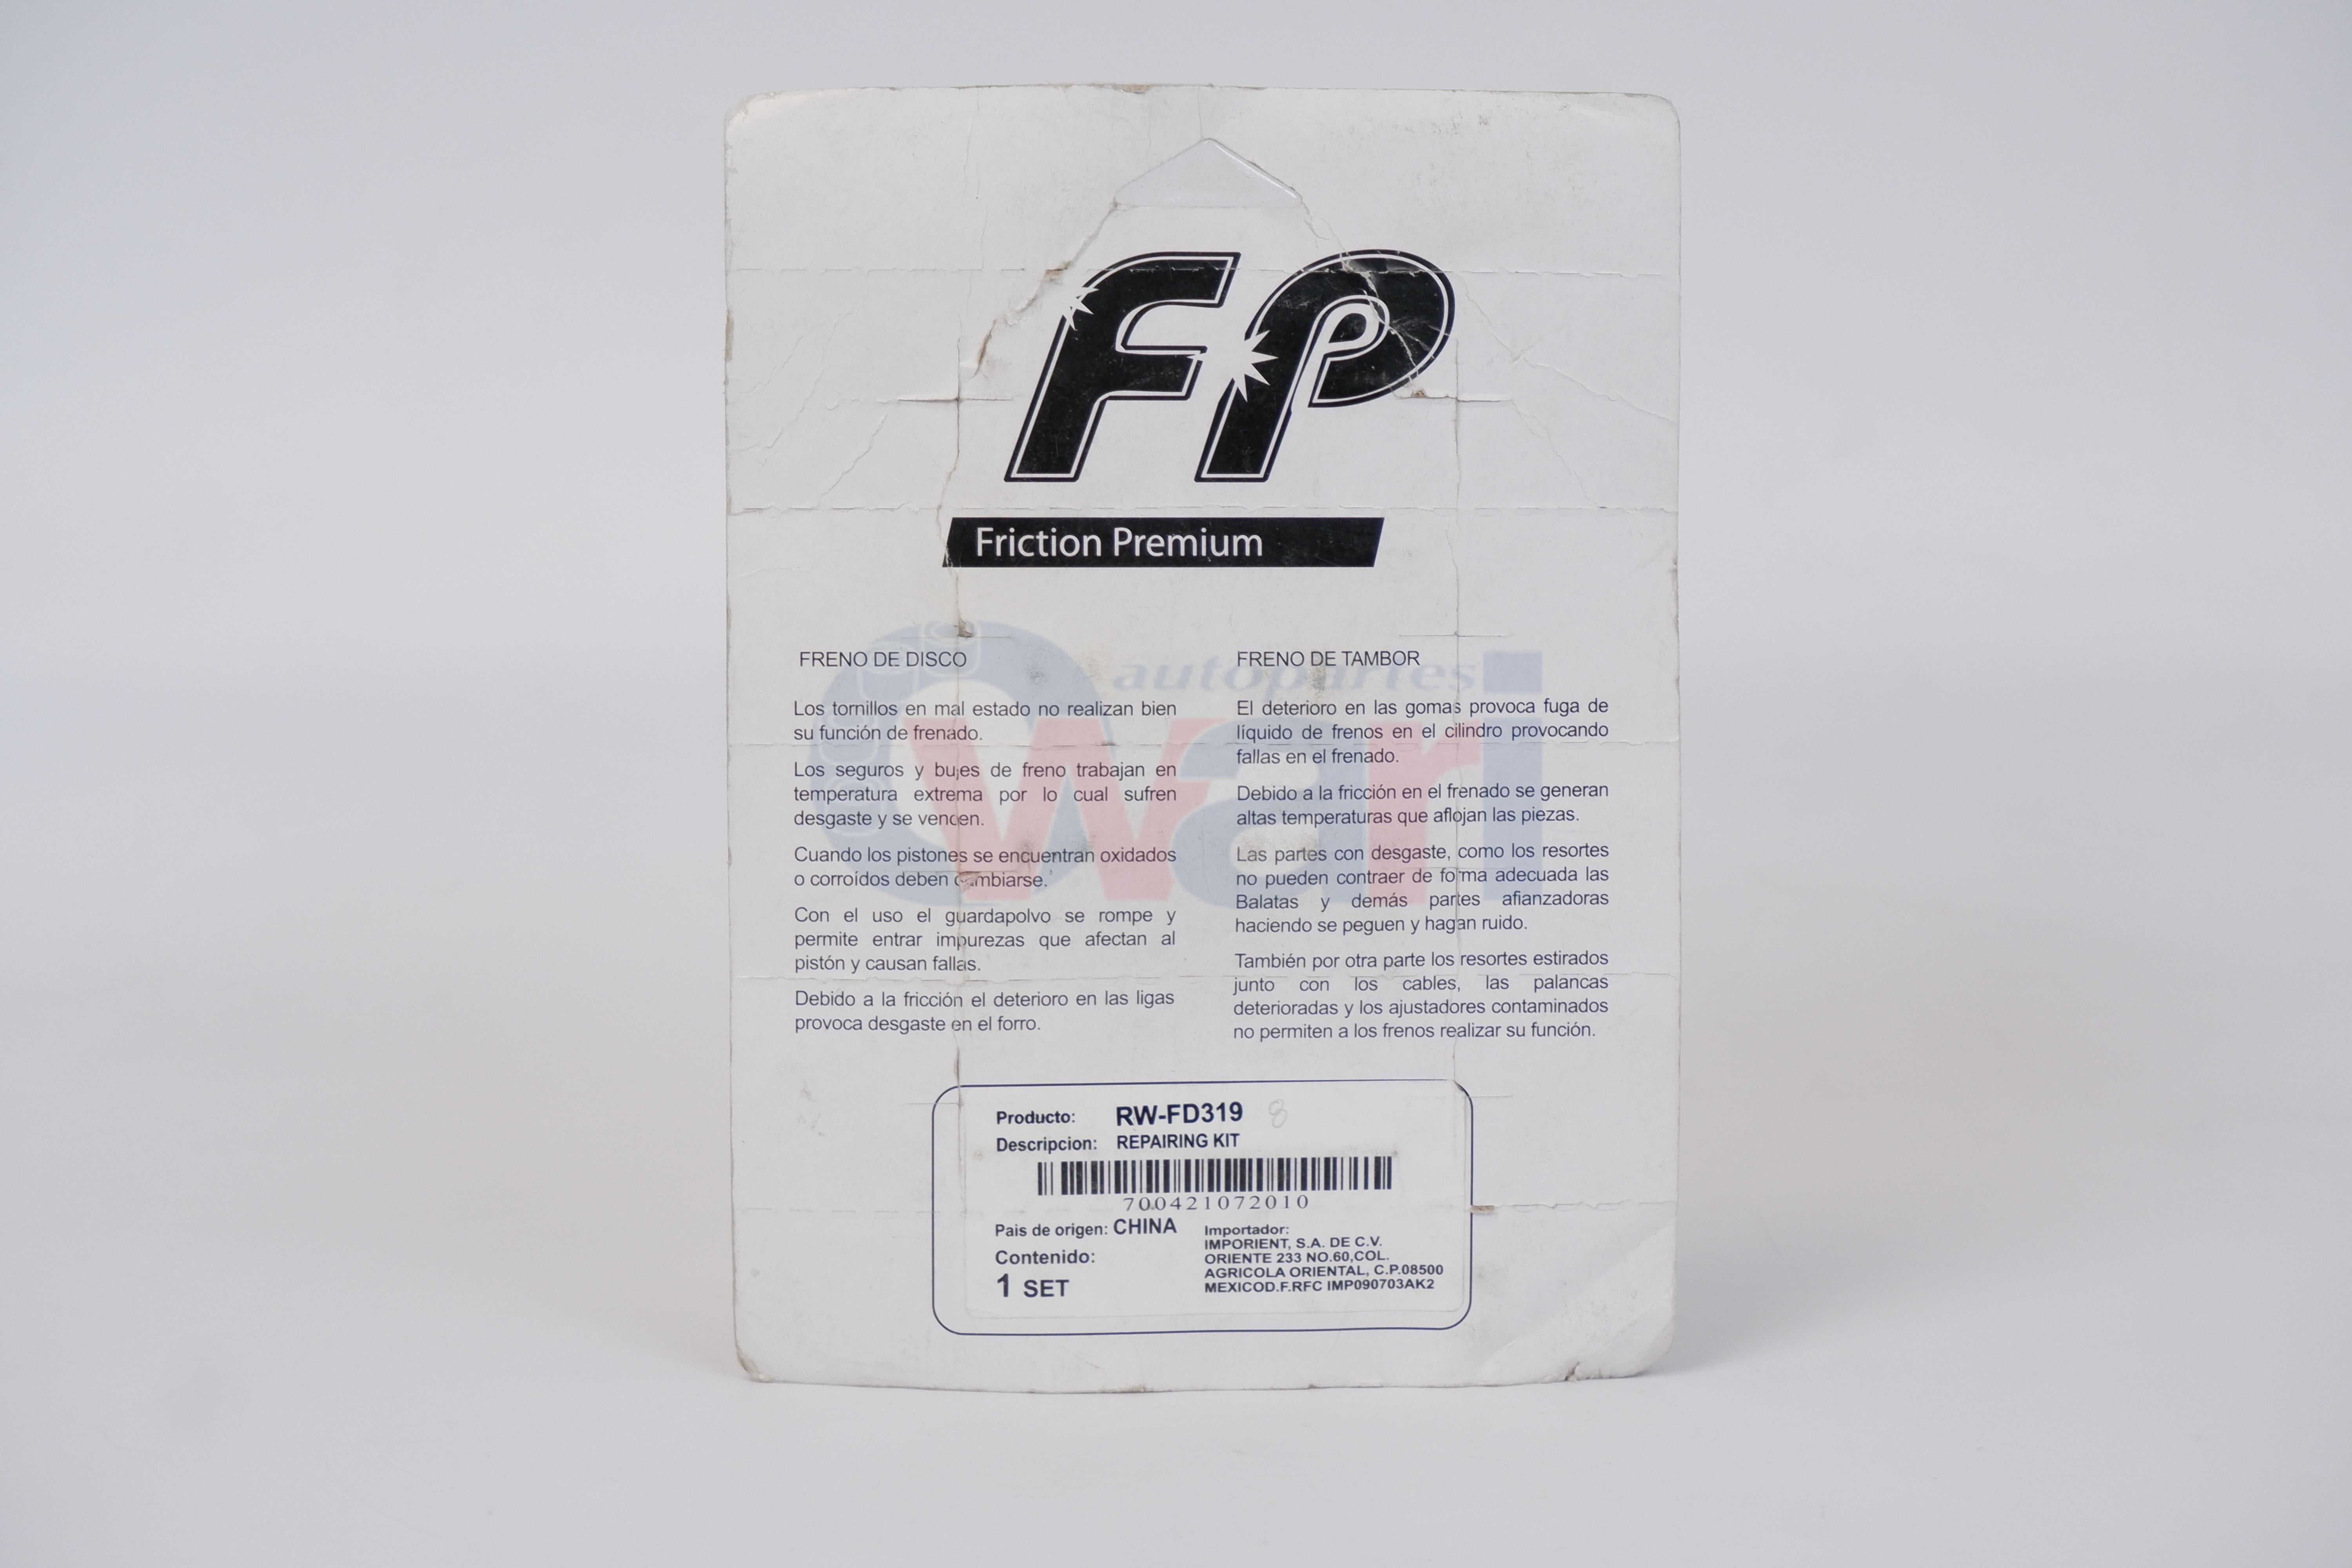 FP
Friction Premium
autopartes
wari
FRENO DE DISCO
Los tornillos en mal estado no realizan bien
su función de frenado.
Los seguros y bujes de freno trabajan en
temperatura extrema por lo cual sufren
desgaste y se vencen.
Cuando los pistones se encuentran oxidados
o corroídos deben cambiarse.
Con el uso el guardapolvo se rompe y
permite entrar impurezas que afectan al
pistón y causan fallas.
Debido a la fricción el deterioro en las ligas
provoca desgaste en el forro.
FRENO DE TAMBOR
El deterioro en las gomas provoca fuga de
líquido de frenos en el cilindro provocando
fallas en el frenado.
Debido a la fricción en el frenado se generan
altas temperaturas que aflojan las piezas.
Las partes con desgaste, como los resortes
no pueden contraer de forma adecuada las
Balatas y demás partes afianzadoras
haciendo se peguen y hagan ruido.
También por otra parte los resortes estirados
junto con los cables, las palancas
deterioradas y los ajustadores contaminados
no permiten a los frenos realizar su función.
Producto: RW-FD319 8
Descripcion: REPAIRING KIT
700421072010
Pais de origen: CHINA
Contenido:
1 SET
Importador:
IMPORIENT, S.A. DE C.V.
ORIENTE 233 NO.60,COL.
AGRICOLA ORIENTAL, C.P.08500
MEXICOD.F.RFC IMP090703AK2